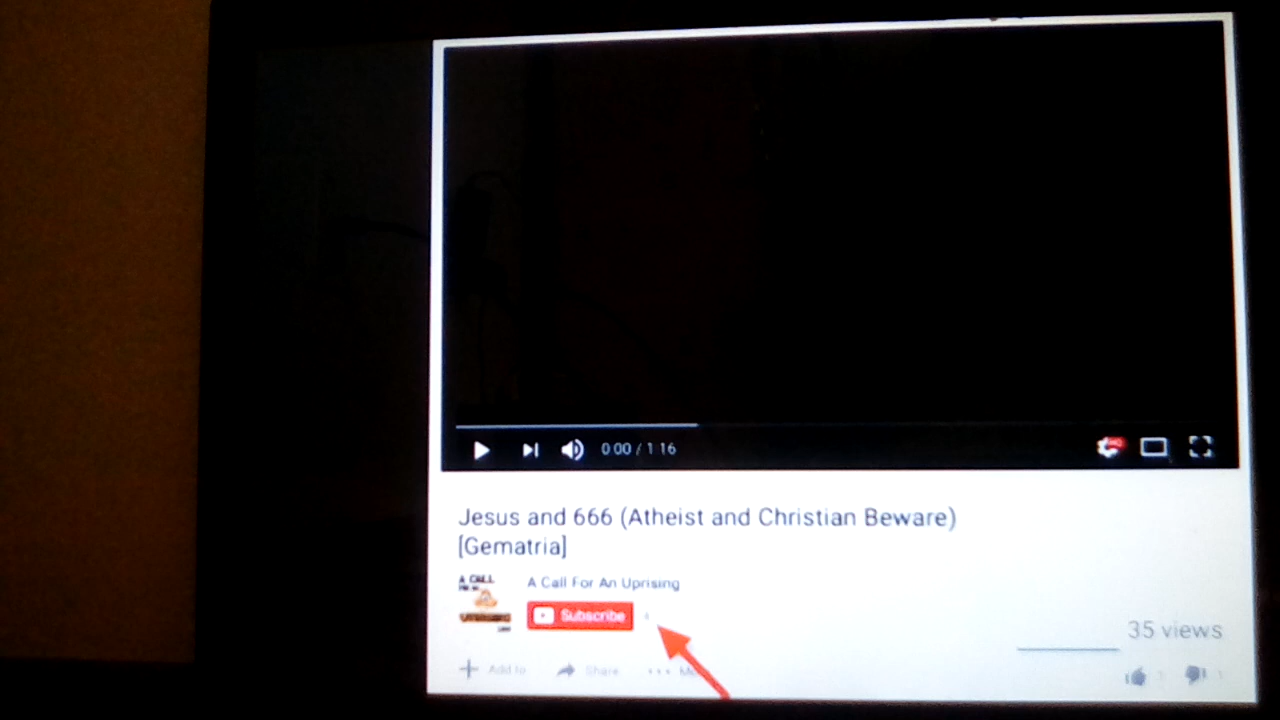 0:00 / 1:16
Jesus and 666 (Atheist and Christian Beware)
[Gematria]
A CALL
A Call For An Uprising
Subscribe
35 views
Add to
Share